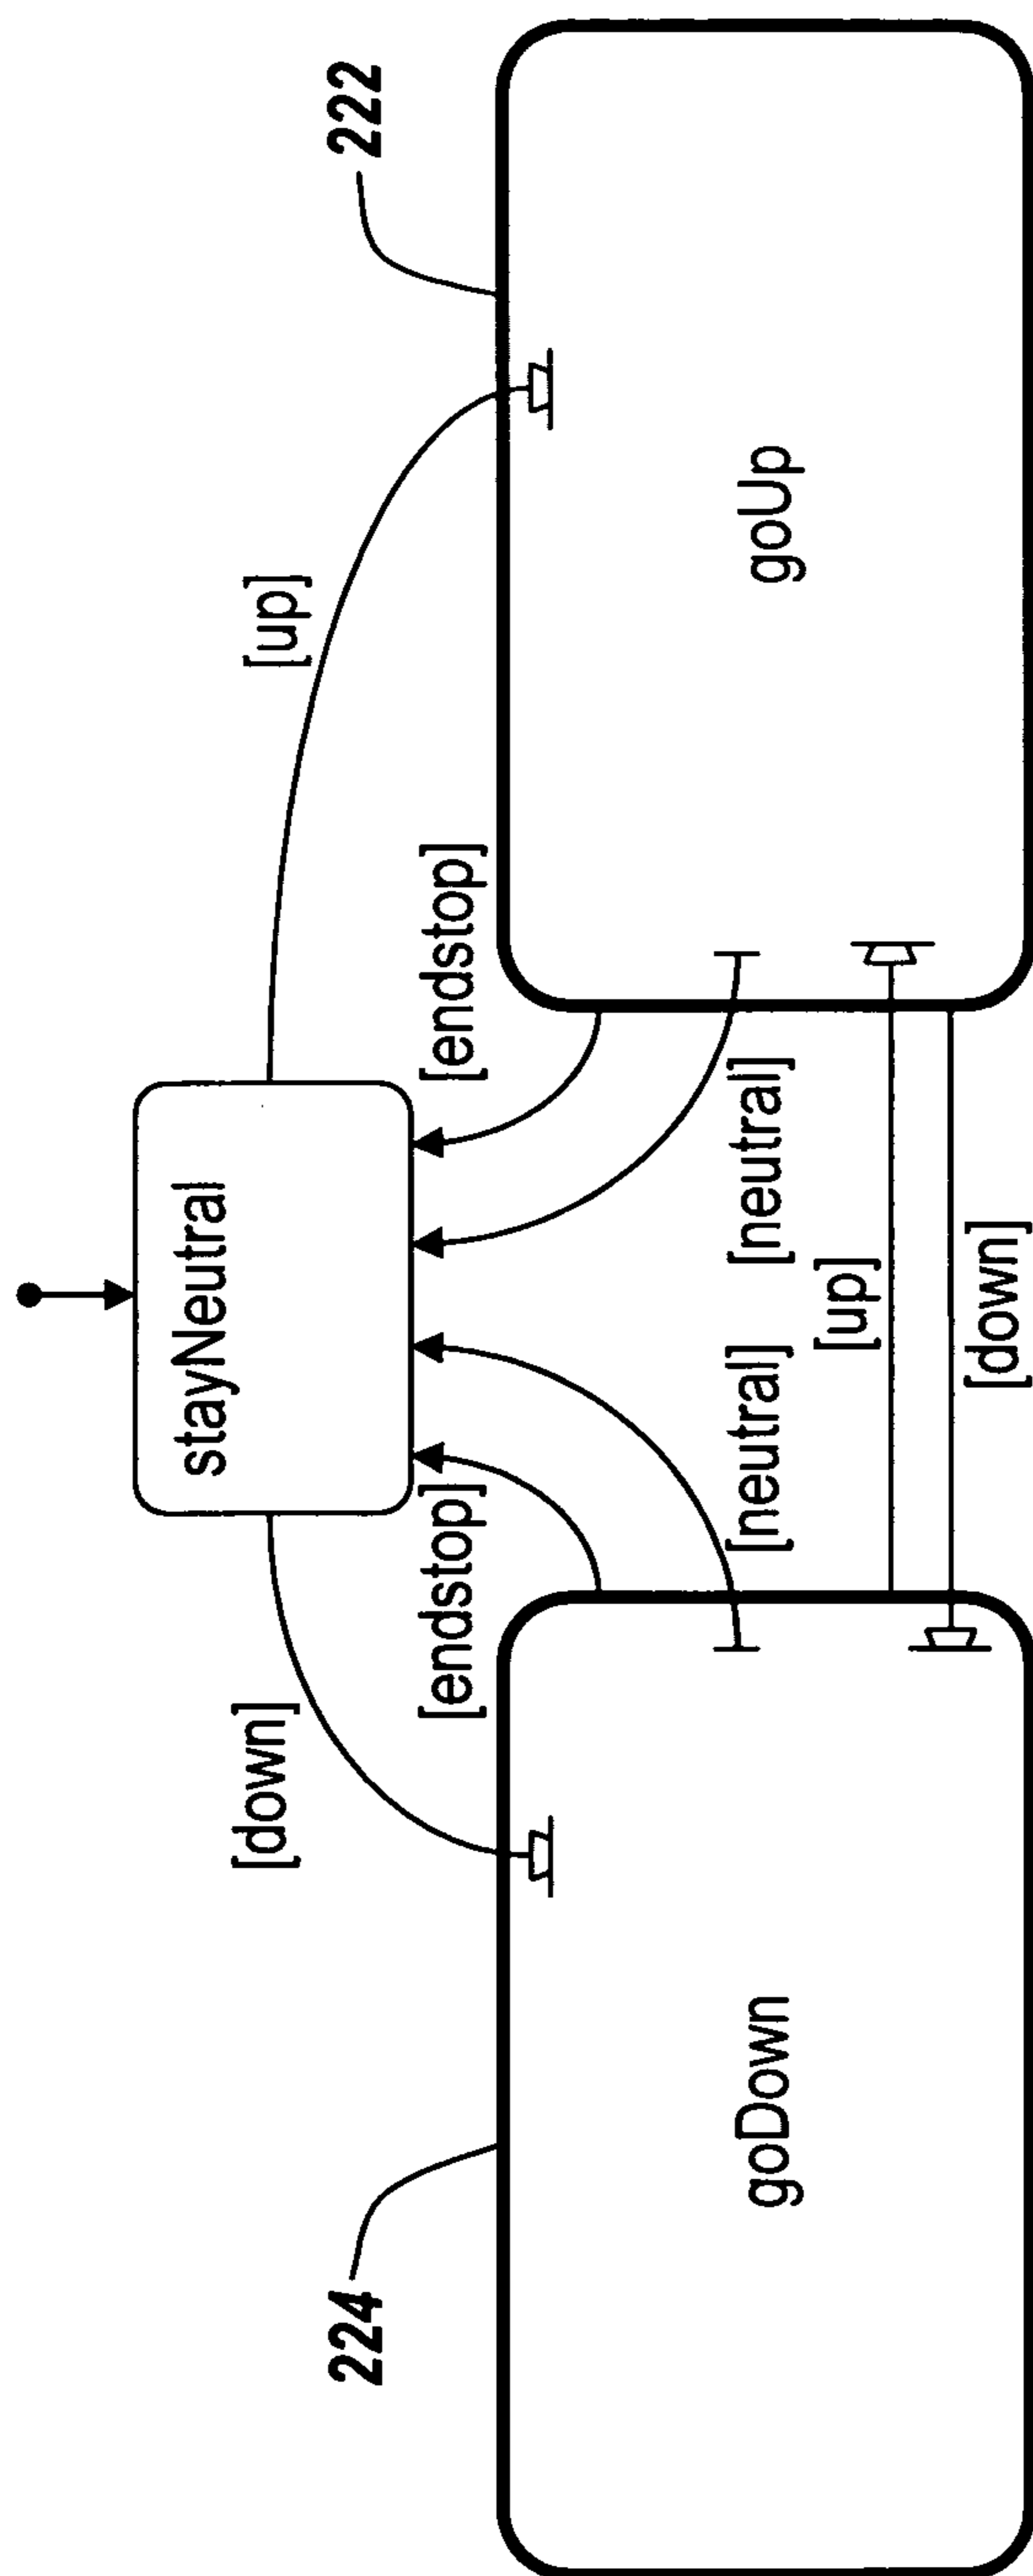 stayNeutral
[down]
[up]
224
222
[endstop]
[endstop]
goDown
[neutral]
[neutral]
goUp
[up]
[down]